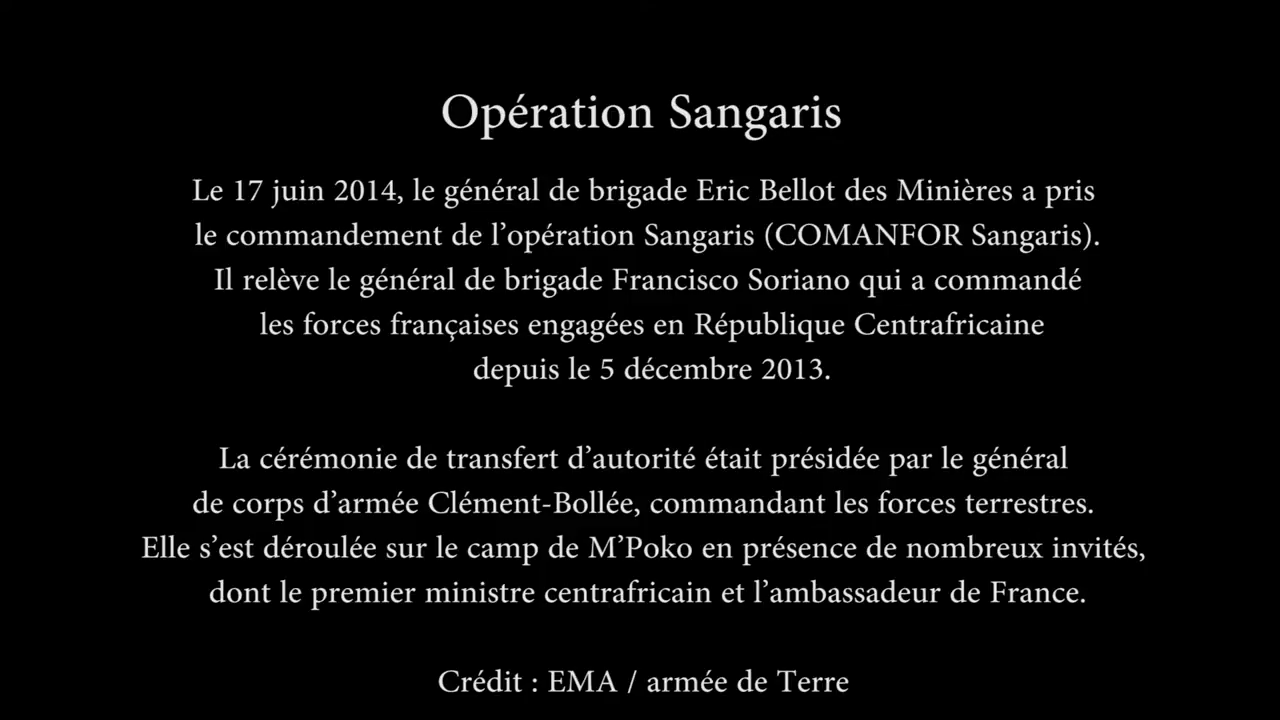 Opération Sangaris
Le 17 juin 2014, le général de brigade Eric Bellot des Minières a pris
le commandement de l’opération Sangaris (COMANFOR Sangaris).
Il relève le général de brigade Francisco Soriano qui a commandé
les forces françaises engagées en République Centrafricaine
depuis le 5 décembre 2013.
La cérémonie de transfert d’autorité était présidée par le général
de corps d’armée Clément-Bollée, commandant les forces terrestres.
Elle s’est déroulée sur le camp de M’Poko en présence de nombreux invités,
dont le premier ministre centrafricain et l’ambassadeur de France.
Crédit : EMA / armée de Terre